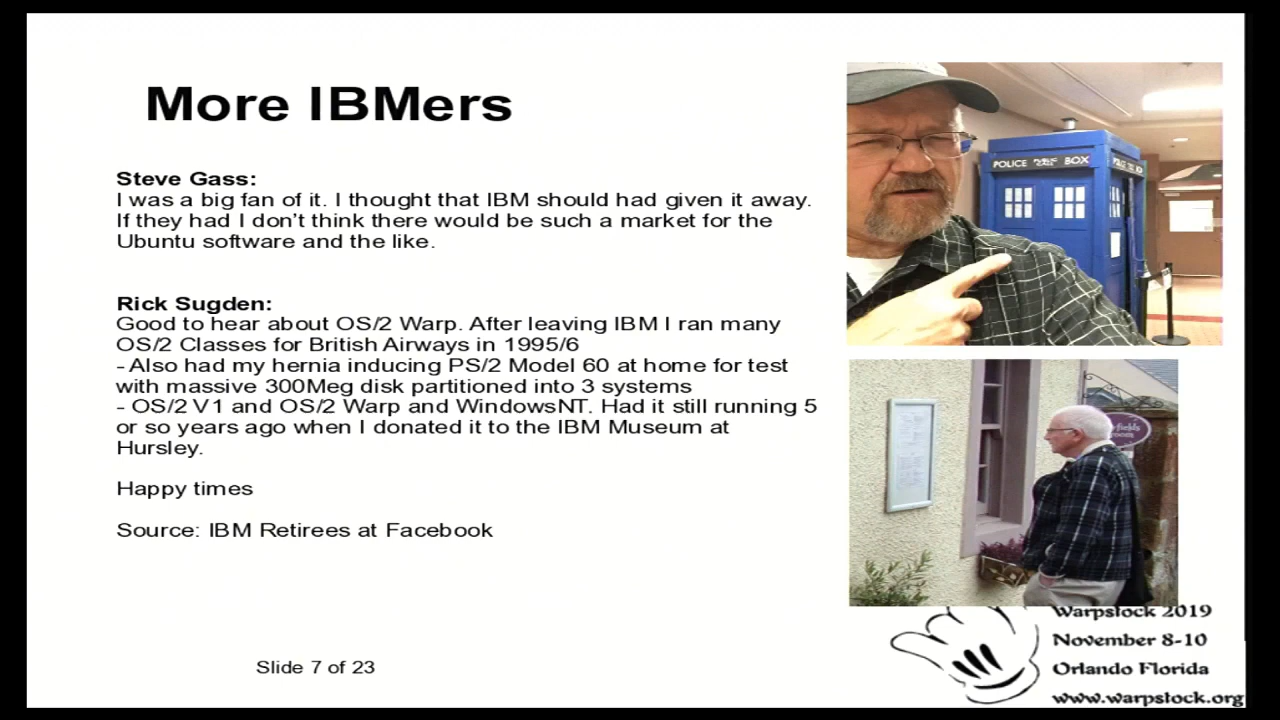 More IBMers
Steve Gass:
I was a big fan of it. I thought that IBM should had given it away.
If they had I don't think there would be such a market for the
Ubuntu software and the like.
Rick Sugden:
Good to hear about OS/2 Warp. After leaving IBM I ran many
OS/2 Classes for British Airways in 1995/6
- Also had my hernia inducing PS/2 Model 60 at home for test
with massive 300Meg disk partitioned into 3 systems
- OS/2 V1 and OS/2 Warp and WindowsNT. Had it still running 5
or so years ago when I donated it to the IBM Museum at
Hursley.
Happy times
Source: IBM Retirees at Facebook
Slide 7 of 23
POLICE PUBLIC CALL BOX
Warpstock 2019
November 8-10
Orlando Florida
www.warpstock.org